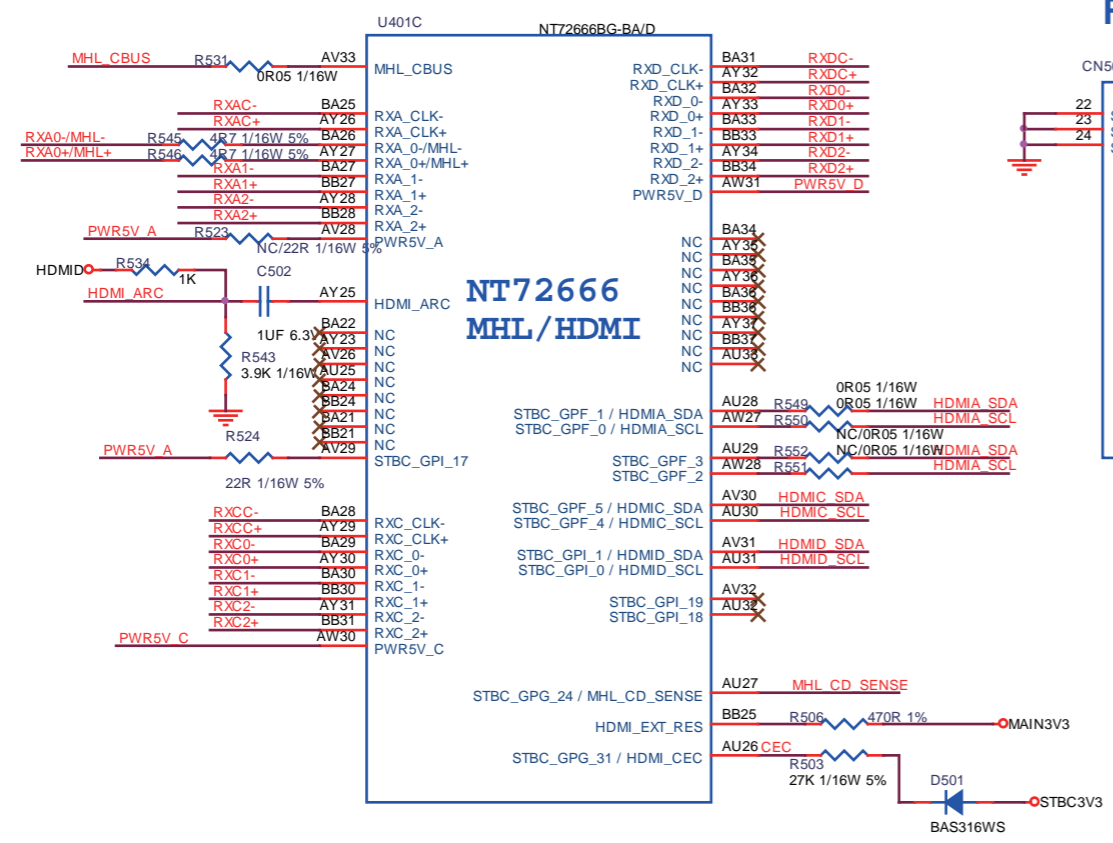 U401C
NT72666BG-BA/D
NT72666
MHL/HDMI
MHL_CBUS
R531
0R05 1/16W
AV33
MHL_CBUS
RXAC-
BA25
RXA_CLK-
RXAC+
AY26
RXA_CLK+
RXA0-/MHL-
R545
4R7 1/16W 5%
BA26
RXA_0-/MHL-
RXA0+/MHL+
R546
4R7 1/16W 5%
AY27
RXA_0+/MHL+
RXA1-
BA27
RXA_1-
RXA1+
BB27
RXA_1+
RXA2-
AY28
RXA_2-
RXA2+
BB28
RXA_2+
PWR5V_A
R523
NC/22R 1/16W 5%
AV28
PWR5V_A
HDMID
R534
1K
HDMI_ARC
C502
1UF 6.3V
AY25
HDMI_ARC
R543
3.9K 1/16W
BA22
NC
AY23
NC
AV26
NC
AU25
NC
BA24
NC
BB24
NC
BA21
NC
BB21
NC
PWR5V_A
R524
22R 1/16W 5%
AV29
STBC_GPI_17
RXCC-
BA28
RXC_CLK-
RXCC+
AY29
RXC_CLK+
RXC0-
BA29
RXC_0-
RXC0+
AY30
RXC_0+
RXC1-
BA30
RXC_1-
RXC1+
BB30
RXC_1+
RXC2-
AY31
RXC_2-
RXC2+
BB31
RXC_2+
PWR5V_C
AW30
PWR5V_C
RXD_CLK-
BA31
RXDC-
RXD_CLK+
AY32
RXDC+
RXD_0-
BA32
RXD0-
RXD_0+
AY33
RXD0+
RXD_1-
BA33
RXD1-
RXD_1+
BB33
RXD1+
RXD_2-
AY34
RXD2-
RXD_2+
BB34
RXD2+
PWR5V_D
AW31
PWR5V_D
NC
BA34
NC
AY35
NC
BA35
NC
AY36
NC
BA36
NC
BB36
NC
AY37
NC
BB37
NC
AU33
STBC_GPF_1 / HDMIA_SDA
AU28
R549
0R05 1/16W
HDMIA_SDA
STBC_GPF_0 / HDMIA_SCL
AW27
R550
0R05 1/16W
HDMIA_SCL
STBC_GPF_3
AU29
R552
NC/0R05 1/16W
HDMIA_SDA
STBC_GPF_2
AW28
R551
NC/0R05 1/16W
HDMIA_SCL
STBC_GPF_5 / HDMIC_SDA
AV30
HDMIC_SDA
STBC_GPF_4 / HDMIC_SCL
AU30
HDMIC_SCL
STBC_GPI_1 / HDMID_SDA
AV31
HDMID_SDA
STBC_GPI_0 / HDMID_SCL
AU31
HDMID_SCL
STBC_GPI_19
AV32
STBC_GPI_18
AU32
STBC_GPG_24 / MHL_CD_SENSE
AU27
MHL_CD_SENSE
HDMI_EXT_RES
BB25
R506
470R 1%
MAIN3V3
STBC_GPG_31 / HDMI_CEC
AU26
CEC
R503
27K 1/16W 5%
D501
BAS316WS
STBC3V3
22
23
24